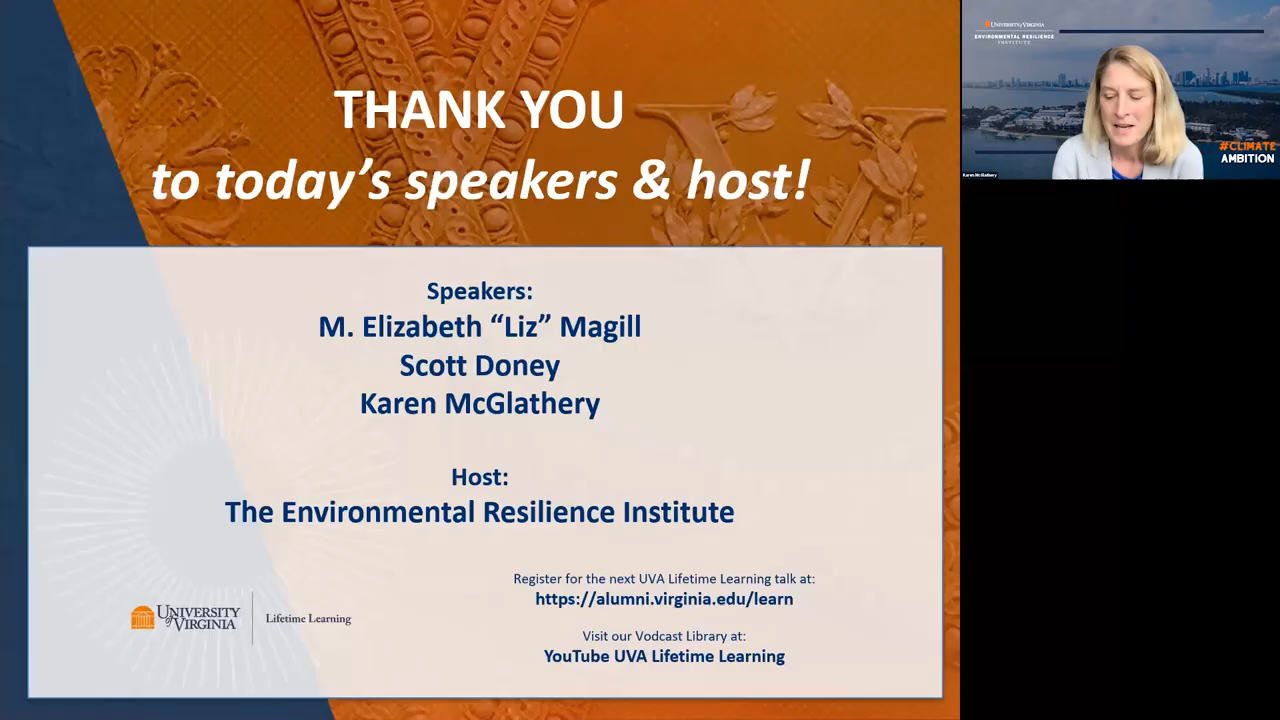 THANK YOU
to today's speakers & host!
Speakers:
M. Elizabeth “Liz” Magill
Scott Doney
Karen McGlathery
Host:
The Environmental Resilience Institute
Register for the next UVA Lifetime Learning talk at:
https://alumni.virginia.edu/learn
Visit our Vodcast Library at:
YouTube UVA Lifetime Learning
UNIVERSITY
of VIRGINIA
Lifetime Learning
UNIVERSITY of VIRGINIA
ENVIRONMENTAL RESILIENCE
INSTITUTE
#CLIMATE
AMBITION
Karen McGlathery